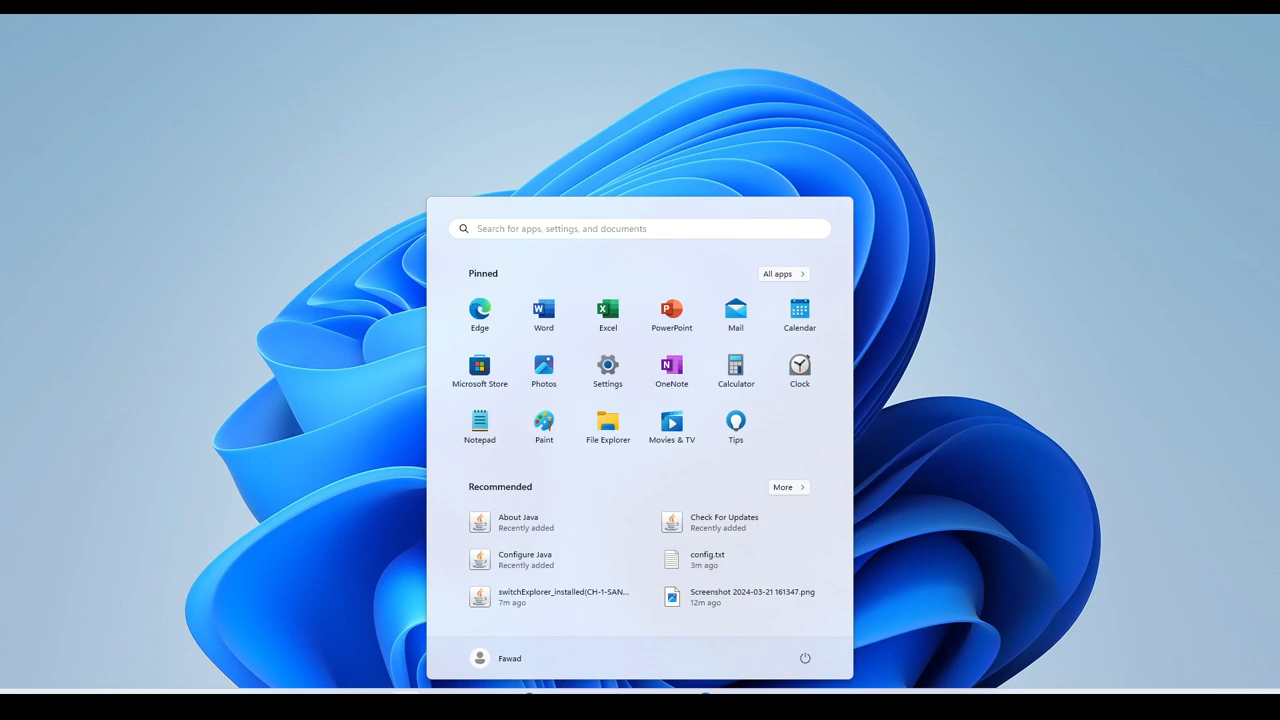 Search for apps, settings, and documents
Pinned
All apps
Edge
Word
Excel
PowerPoint
Mail
Calendar
Microsoft Store
Photos
Settings
OneNote
Calculator
Clock
Notepad
Paint
File Explorer
Movies & TV
Tips
Recommended
More
About Java
Recently added
Check For Updates
Recently added
Configure Java
Recently added
config.txt
3m ago
switchExplorer_installed(CH-1-SAN...
7m ago
Screenshot 2024-03-21 161347.png
12m ago
Fawad